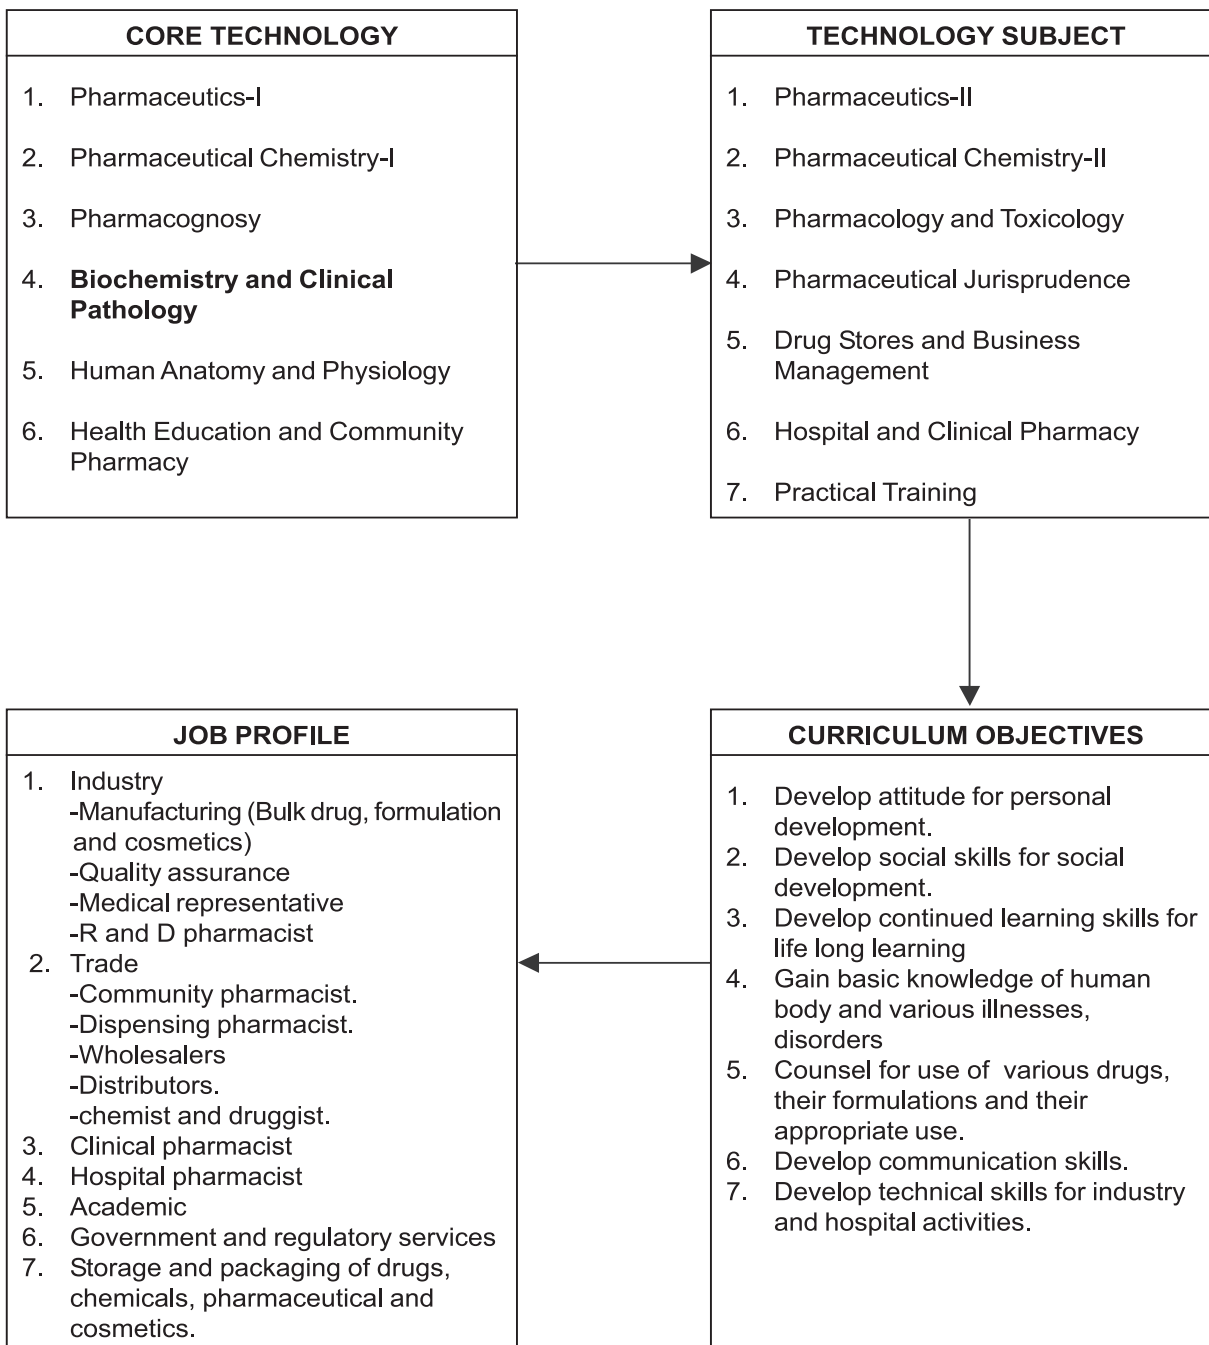 CORE TECHNOLOGY
1. Pharmaceutics-I
2. Pharmaceutical Chemistry-I
3. Pharmacognosy
4. Biochemistry and Clinical
Pathology
5. Human Anatomy and Physiology
6. Health Education and Community
Pharmacy
TECHNOLOGY SUBJECT
1. Pharmaceutics-II
2. Pharmaceutical Chemistry-II
3. Pharmacology and Toxicology
4. Pharmaceutical Jurisprudence
5. Drug Stores and Business
Management
6. Hospital and Clinical Pharmacy
7. Practical Training
JOB PROFILE
1. Industry
-Manufacturing (Bulk drug, formulation
and cosmetics)
-Quality assurance
-Medical representative
-R and D pharmacist
2. Trade
-Community pharmacist.
-Dispensing pharmacist.
-Wholesalers
-Distributors.
-chemist and druggist.
3. Clinical pharmacist
4. Hospital pharmacist
5. Academic
6. Government and regulatory services
7. Storage and packaging of drugs,
chemicals, pharmaceutical and
cosmetics.
CURRICULUM OBJECTIVES
1. Develop attitude for personal
development.
2. Develop social skills for social
development.
3. Develop continued learning skills for
life long learning
4. Gain basic knowledge of human
body and various illnesses,
disorders
5. Counsel for use of various drugs,
their formulations and their
appropriate use.
6. Develop communication skills.
7. Develop technical skills for industry
and hospital activities.